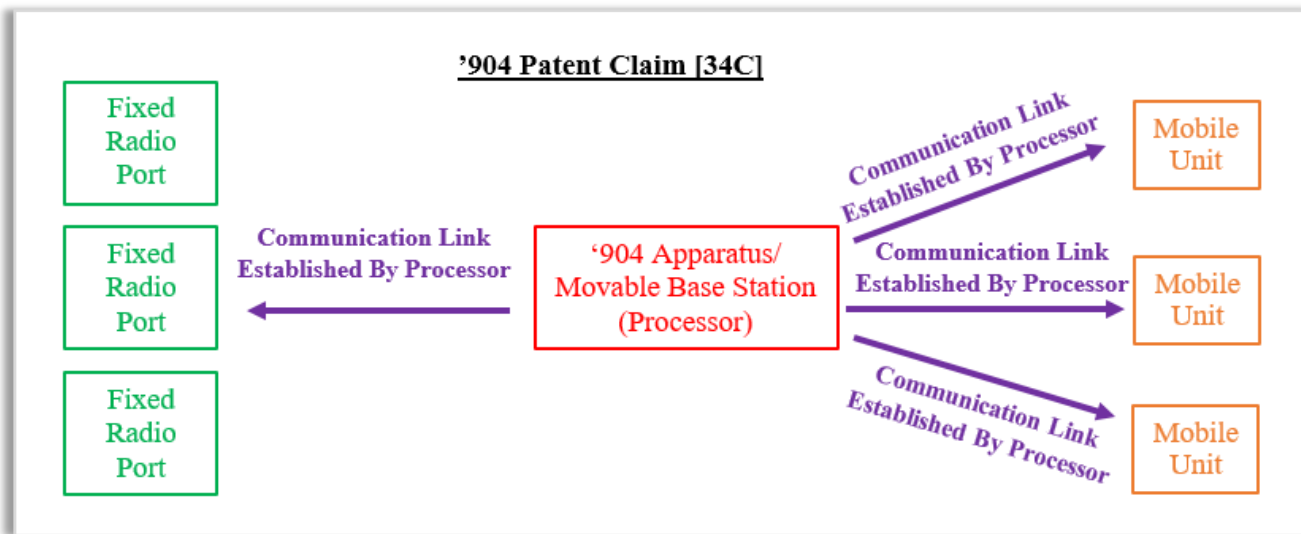 ’904 Patent Claim [34C]
Fixed
Radio
Port
Fixed
Radio
Port
Fixed
Radio
Port
Communication Link
Established By Processor
‘904 Apparatus/
Movable Base Station
(Processor)
Communication Link
Established By Processor
Communication Link
Established By Processor
Communication Link
Established By Processor
Mobile
Unit
Mobile
Unit
Mobile
Unit